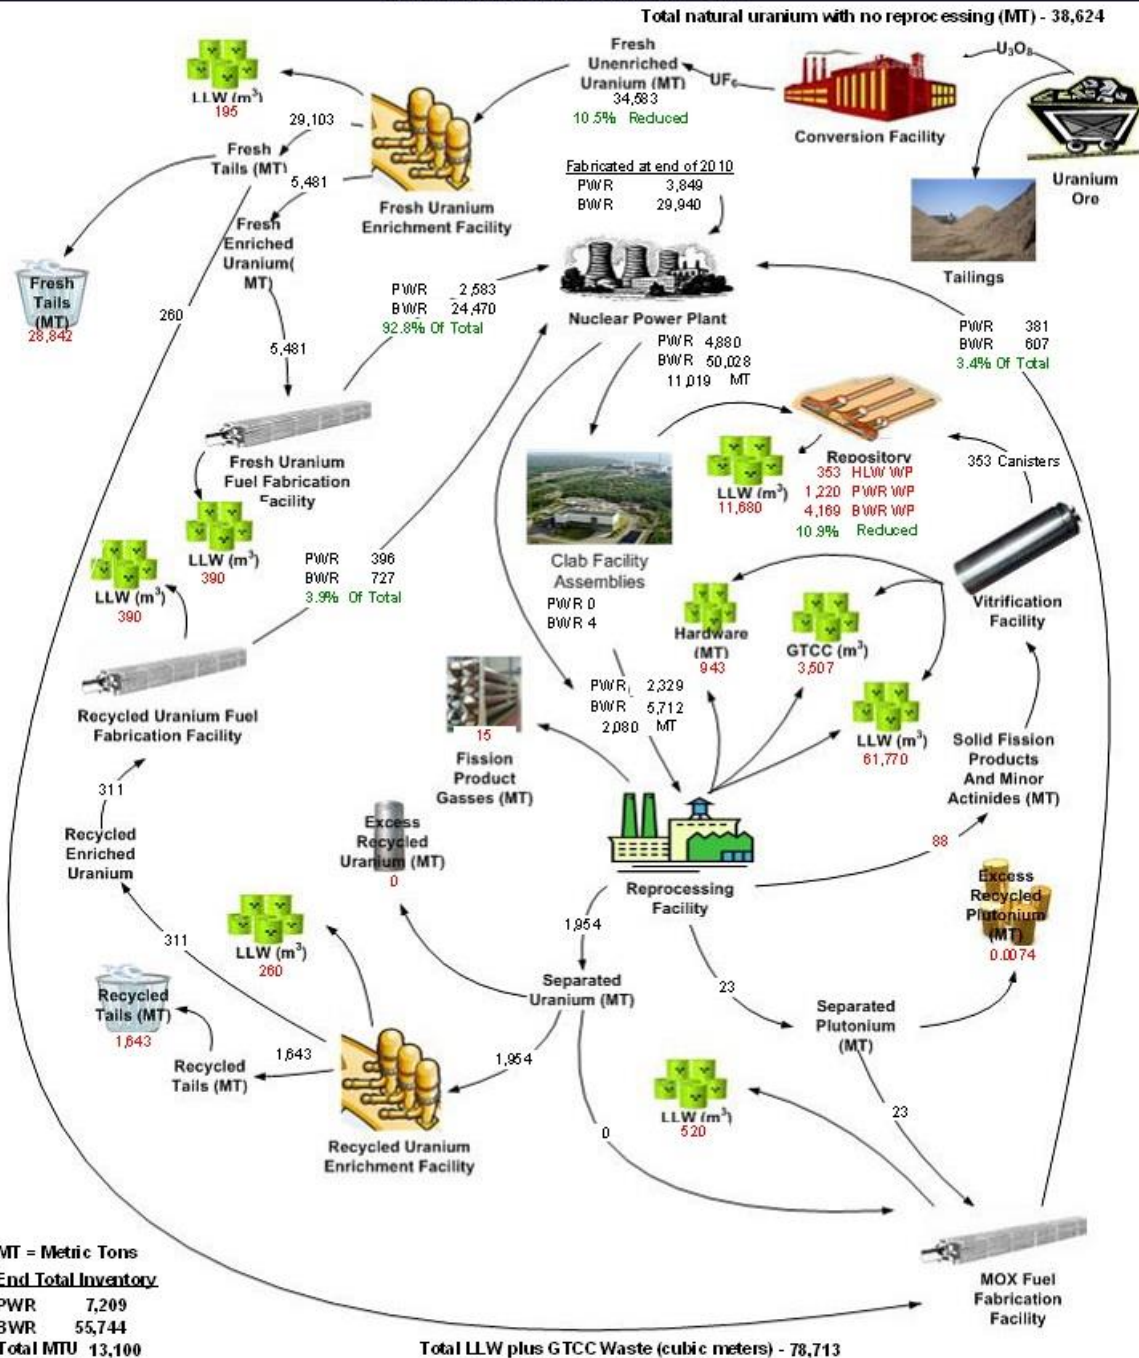 Total natural uranium with no reprocessing (MT) - 38,624
Fresh
Unenriched
Uranium (MT)
34,583
10.5% Reduced
UF₆
U₃O₈
Conversion Facility
Uranium
Ore
Tailings
LLW (m³)
195
29,103
Fresh
Tails (MT)
5,481
Fresh Uranium
Enrichment Facility
Fresh
Enriched
Uranium(
MT)
Fresh
Tails
(MT)
28,842
260
5,481
Fabricated at end of 2010
PWR 3,849
BWR 29,940
Nuclear Power Plant
PWR 2,583
BWR 24,470
92.8% Of Total
PWR 4,880
BWR 50,028
11,019 MT
PWR 381
BWR 607
3.4% Of Total
Fresh Uranium
Fuel Fabrication
Facility
LLW (m³)
390
LLW (m³)
390
PWR 396
BWR 727
3.9% Of Total
Clab Facility
Assemblies
PWR 0
BWR 4
LLW (m³)
11,680
Repository
353 HLW WP
1,220 PWR WP
4,169 BWR WP
10.9% Reduced
353 Canisters
Vitrification
Facility
Hardware
(MT)
943
GTCC (m³)
3,507
LLW (m³)
61,770
Recycled Uranium Fuel
Fabrication Facility
PWR 2,329
BWR 5,712
2,080 MT
15
Fission
Product
Gasses (MT)
Solid Fission
Products
And Minor
Actinides (MT)
88
311
Recycled
Enriched
Uranium
311
Excess
Recycled
Uranium (MT)
0
Reprocessing
Facility
Excess
Recycled
Plutonium
(MT)
0.0074
1,954
Separated
Uranium (MT)
23
Separated
Plutonium
(MT)
LLW (m³)
260
Recycled
Tails (MT)
1,643
Recycled
Tails (MT)
1,643
1,954
Recycled Uranium
Enrichment Facility
0
LLW (m³)
520
23
MOX Fuel
Fabrication
Facility
MT = Metric Tons
End Total Inventory
PWR 7,209
BWR 55,744
Total MTU 13,100
Total LLW plus GTCC Waste (cubic meters) - 78,713